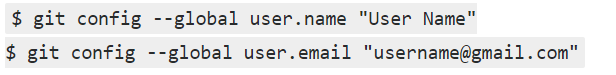 $ git config --global user.name "User Name"
$ git config --global user.email "username@gmail.com"